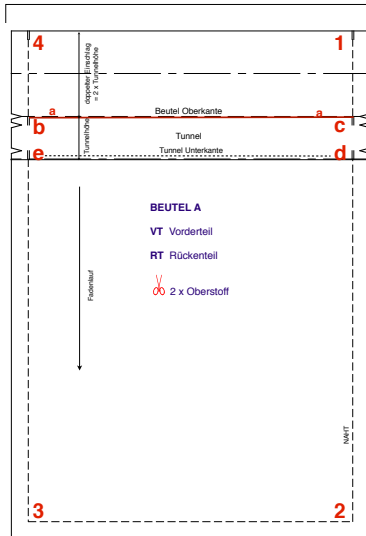 4 1
doppelter Einschlag
= 2 x Tunnelhöhe
a Beutel Oberkante a
b c
Tunnelhöhe
Tunnel
e Tunnel Unterkante d
BEUTEL A
VT Vorderteil
RT Rückenteil
2 x Oberstoff
Fadenlauf
NAHT
3 2